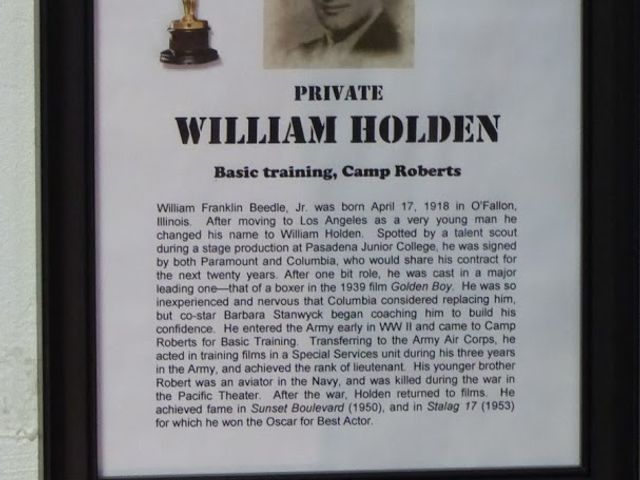 PRIVATE
WILLIAM HOLDEN
Basic training, Camp Roberts
William Franklin Beedle, Jr. was born April 17, 1918 in O'Fallon,
Illinois. After moving to Los Angeles as a very young man he
changed his name to William Holden. Spotted by a talent scout
during a stage production at Pasadena Junior College, he was signed
by both Paramount and Columbia, who would share his contract for
the next twenty years. After one bit role, he was cast in a major
leading one—that of a boxer in the 1939 film Golden Boy. He was so
inexperienced and nervous that Columbia considered replacing him,
but co-star Barbara Stanwyck began coaching him to build his
confidence. He entered the Army early in WW II and came to Camp
Roberts for Basic Training. Transferring to the Army Air Corps, he
acted in training films in a Special Services unit during his three years
in the Army, and achieved the rank of lieutenant. His younger brother
Robert was an aviator in the Navy, and was killed during the war in
the Pacific Theater. After the war, Holden returned to films. He
achieved fame in Sunset Boulevard (1950), and in Stalag 17 (1953)
for which he won the Oscar for Best Actor.